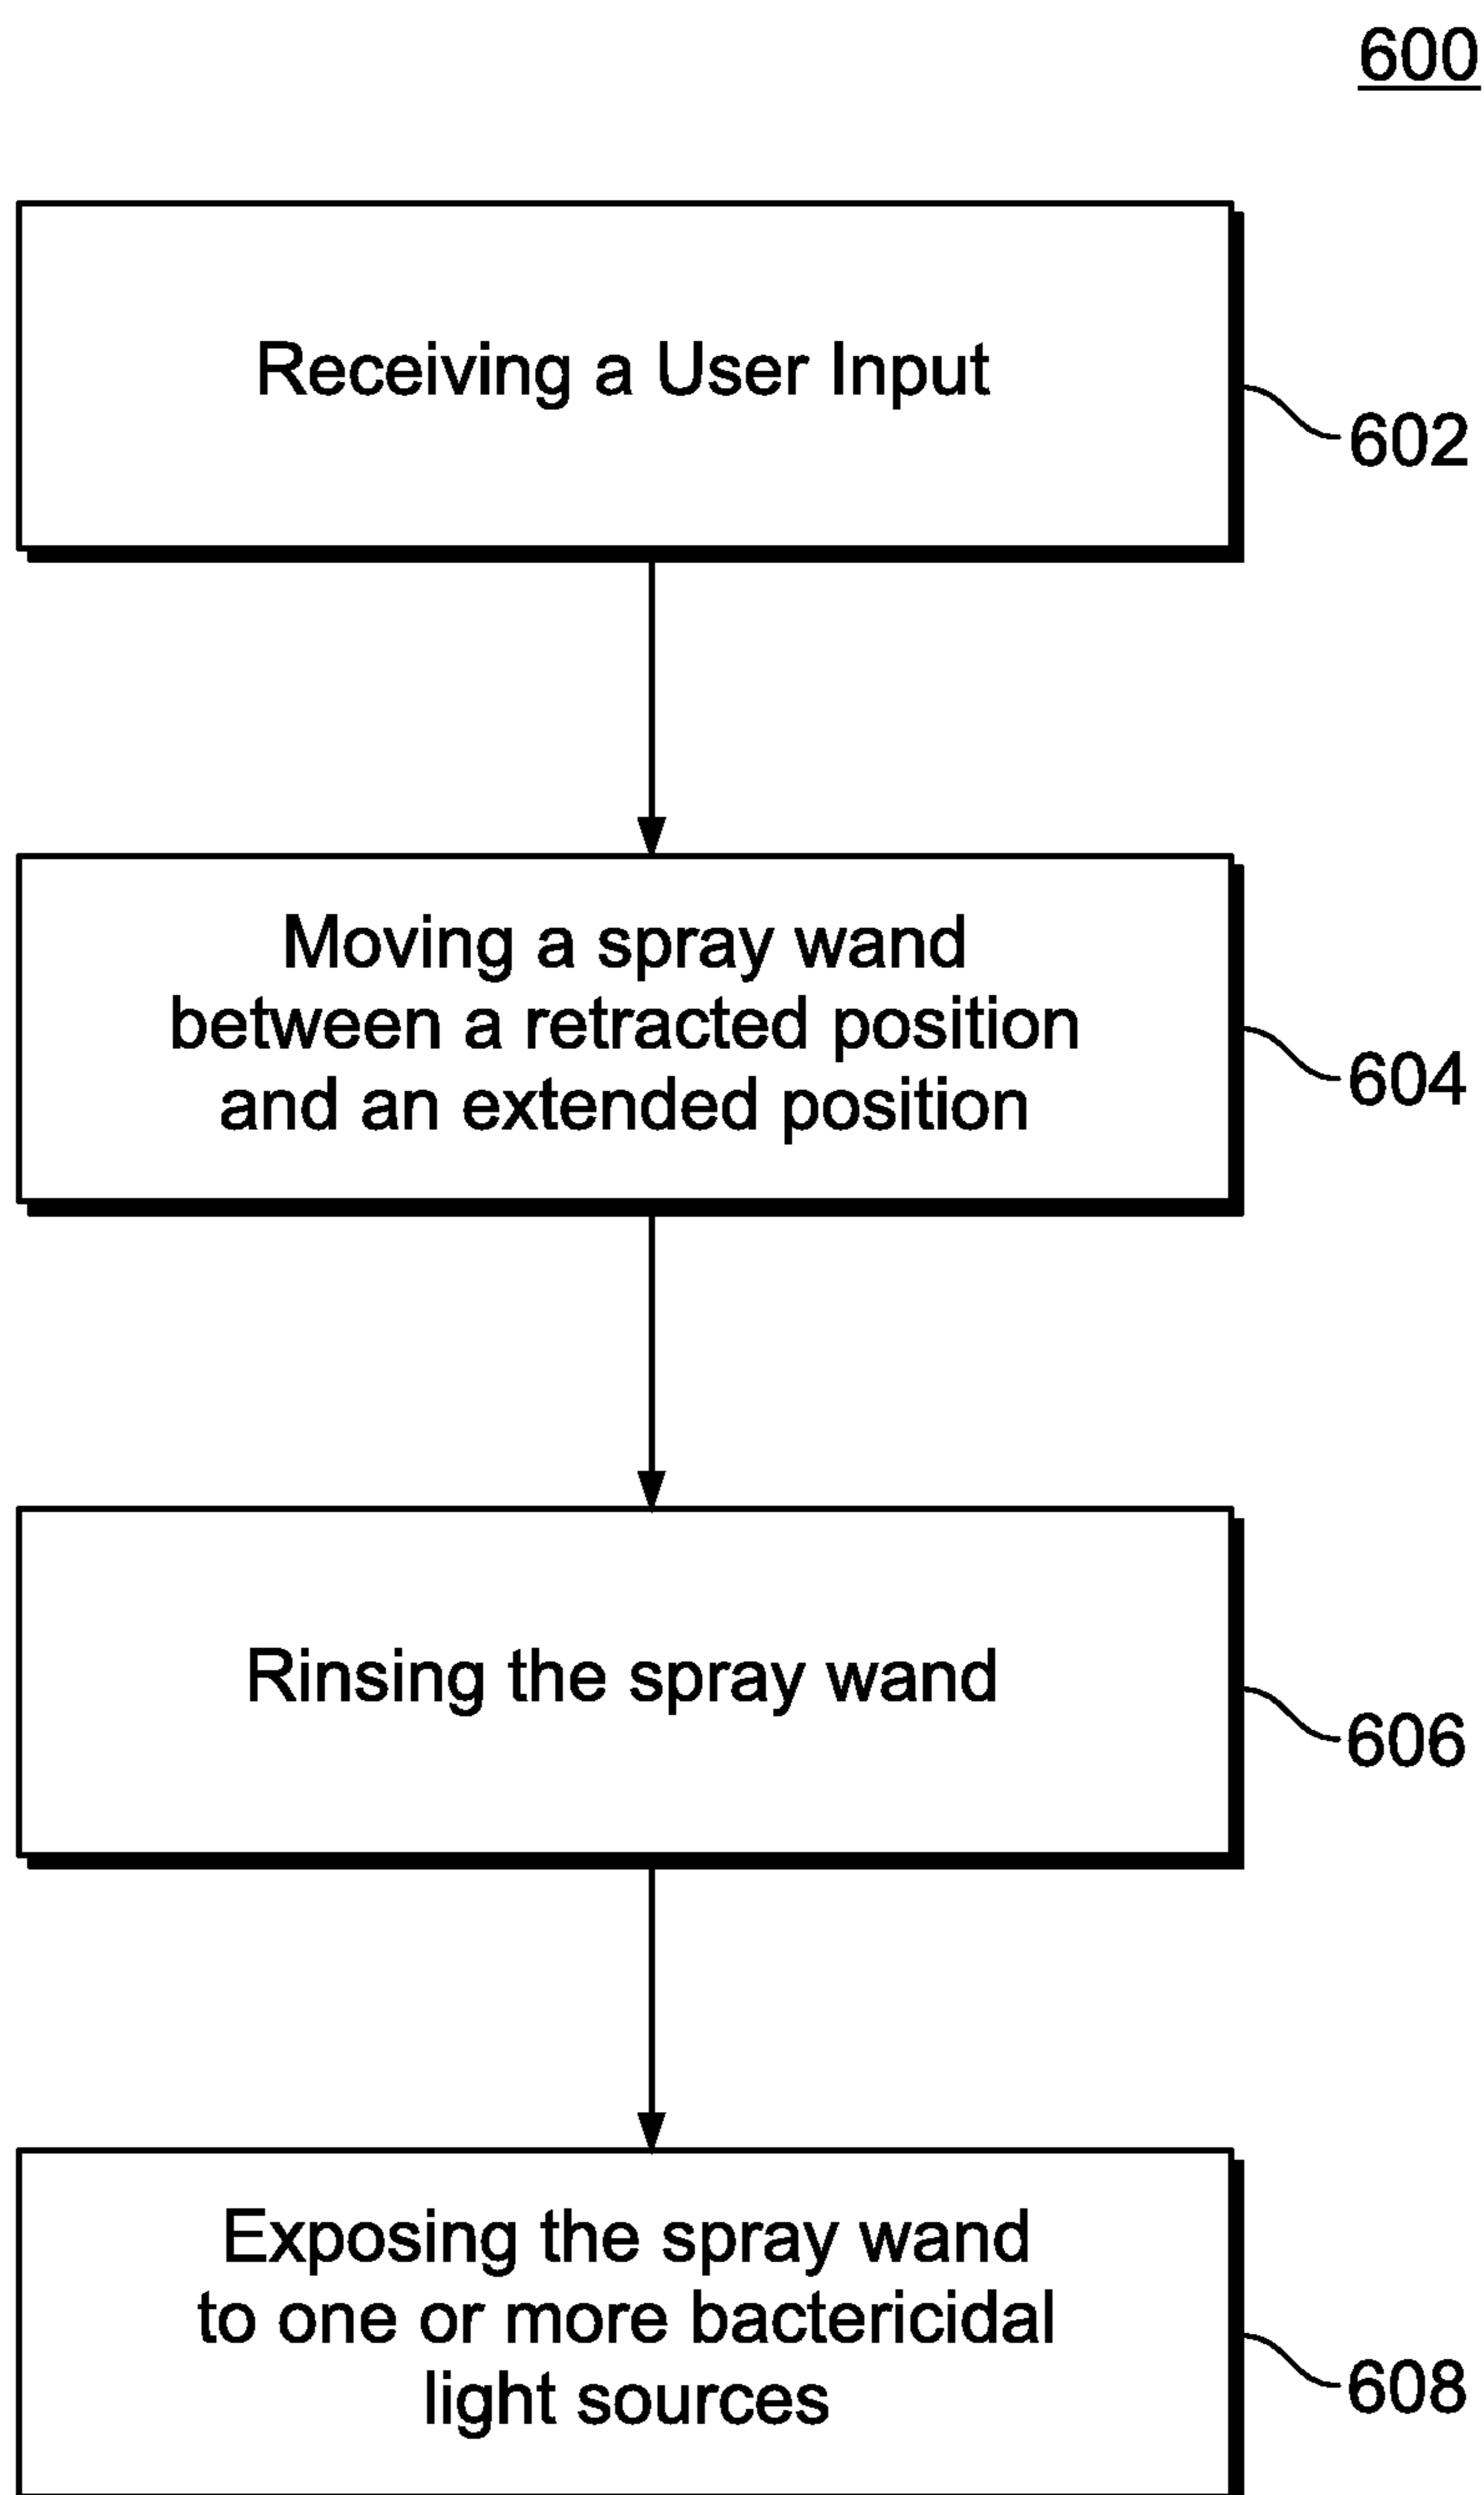 600
Receiving a User Input
602
Moving a spray wand
between a retracted position
and an extended position
604
Rinsing the spray wand
606
Exposing the spray wand
to one or more bactericidal
light sources
608